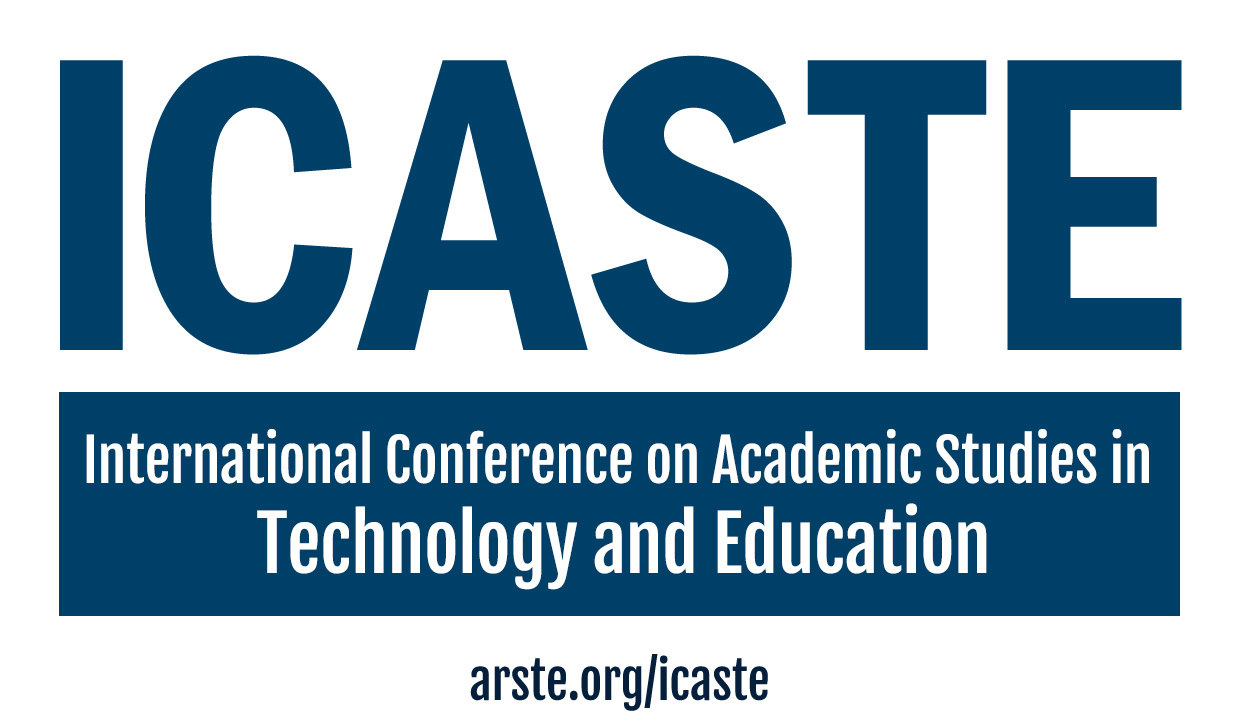 ICASTE
International Conference on Academic Studies in
Technology and Education
arste.org/icaste